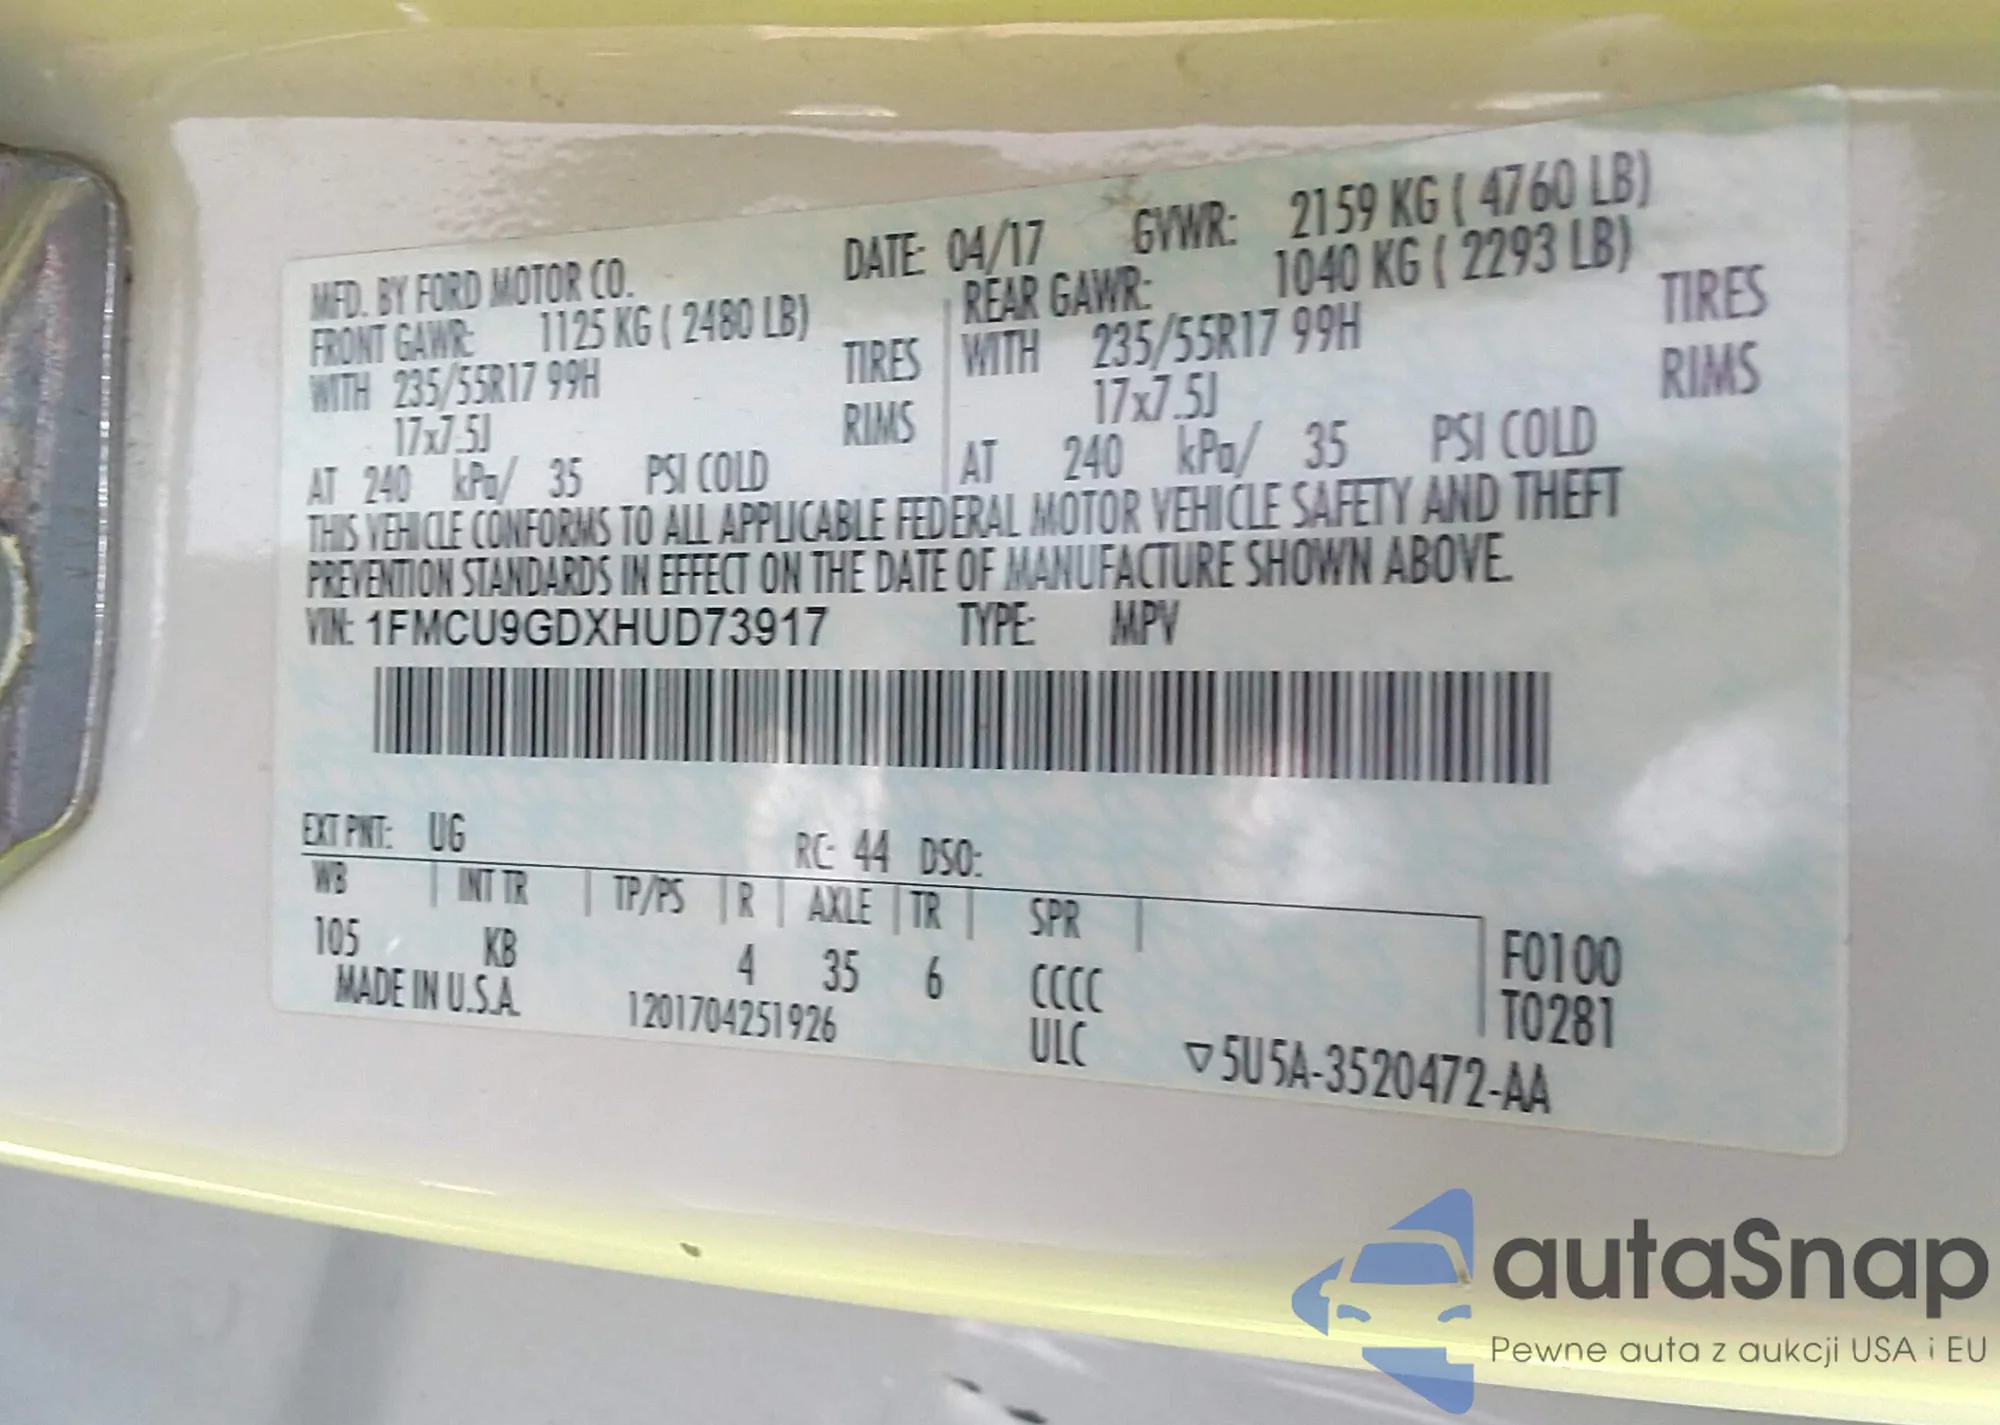 MFD. BY FORD MOTOR CO. DATE: 04/17 GVWR: 2159 KG ( 4760 LB)
FRONT GAWR: 1125 KG ( 2480 LB) REAR GAWR: 1040 KG ( 2293 LB)
WITH 235/55R17 99H TIRES WITH 235/55R17 99H TIRES
17x7.5J RIMS 17x7.5J RIMS
AT 240 kPa/ 35 PSI COLD AT 240 kPa/ 35 PSI COLD
THIS VEHICLE CONFORMS TO ALL APPLICABLE FEDERAL MOTOR VEHICLE SAFETY AND THEFT
PREVENTION STANDARDS IN EFFECT ON THE DATE OF MANUFACTURE SHOWN ABOVE.
VIN: 1FMCU9GDXHUD73917 TYPE: MPV
EXT PNT: UG RC: 44 DSO:
WB INT TR TP/PS R AXLE TR SPR
105 KB 4 35 6 CCCC F0100
MADE IN U.S.A. 1201704251926 ULC T0281
▽5U5A-3520472-AA
autaSnap
Pewne auta z aukcji USA i EU